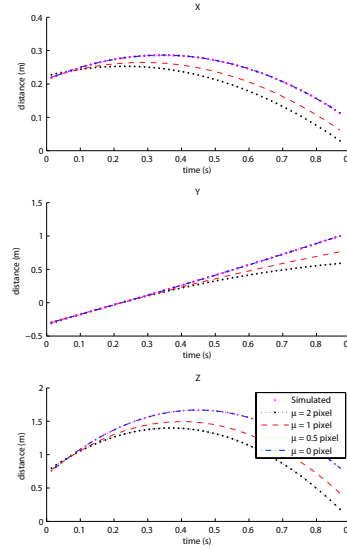 X
0.4
0.3
0.2
0.1
0
distance (m)
0 0.1 0.2 0.3 0.4 0.5 0.6 0.7 0.8 0.
time (s)
Y
1.5
1
0.5
0
−0.5
distance (m)
0 0.1 0.2 0.3 0.4 0.5 0.6 0.7 0.8 0.
time (s)
Z
2
1.5
1
0.5
0
distance (m)
Simulated
μ = 2 pixel
μ = 1 pixel
μ = 0.5 pixel
μ = 0 pixel
0 0.1 0.2 0.3 0.4 0.5 0.6 0.7 0.8 0.
time (s)